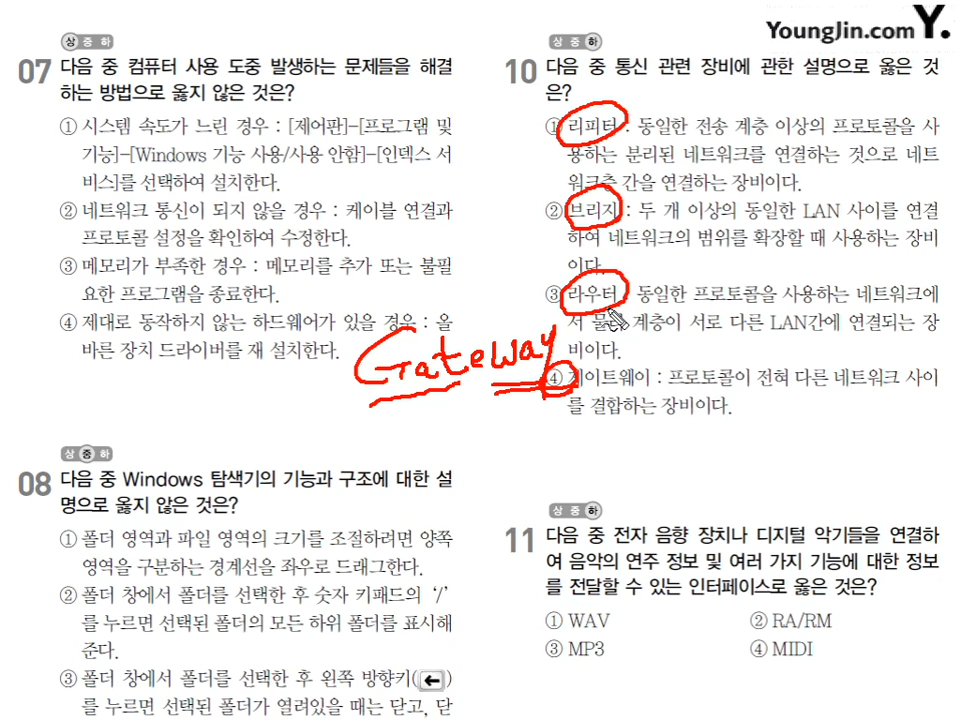 YoungJin.com Y.
상 중 하
07 다음 중 컴퓨터 사용 도중 발생하는 문제들을 해결
하는 방법으로 옳지 않은 것은?
① 시스템 속도가 느린 경우 : [제어판]-[프로그램 및
기능]-[Windows 기능 사용/사용 안함]-[인덱스 서
비스]를 선택하여 설치한다.
② 네트워크 통신이 되지 않을 경우 : 케이블 연결과
프로토콜 설정을 확인하여 수정한다.
③ 메모리가 부족한 경우 : 메모리를 추가 또는 불필
요한 프로그램을 종료한다.
④ 제대로 동작하지 않는 하드웨어가 있을 경우 : 올
바른 장치 드라이버를 재 설치한다.
Gateway
상 중 하
08 다음 중 Windows 탐색기의 기능과 구조에 대한 설
명으로 옳지 않은 것은?
① 폴더 영역과 파일 영역의 크기를 조절하려면 양쪽
영역을 구분하는 경계선을 좌우로 드래그한다.
② 폴더 창에서 폴더를 선택한 후 숫자 키패드의 '/'
를 누르면 선택된 폴더의 모든 하위 폴더를 표시해
준다.
③ 폴더 창에서 폴더를 선택한 후 왼쪽 방향키(←)
를 누르면 선택된 폴더가 열려있을 때는 닫고, 닫
상 중 하
10 다음 중 통신 관련 장비에 관한 설명으로 옳은 것
은?
① 리피터 : 동일한 전송 계층 이상의 프로토콜을 사
용하는 분리된 네트워크를 연결하는 것으로 네트
워크층 간을 연결하는 장비이다.
② 브리지 : 두 개 이상의 동일한 LAN 사이를 연결
하여 네트워크의 범위를 확장할 때 사용하는 장비
이다.
③ 라우터 : 동일한 프로토콜을 사용하는 네트워크에
서 물리 계층이 서로 다른 LAN간에 연결되는 장
비이다.
④ 게이트웨이 : 프로토콜이 전혀 다른 네트워크 사이
를 결합하는 장비이다.
상 중 하
11 다음 중 전자 음향 장치나 디지털 악기들을 연결하
여 음악의 연주 정보 및 여러 가지 기능에 대한 정보
를 전달할 수 있는 인터페이스로 옳은 것은?
① WAV ② RA/RM
③ MP3 ④ MIDI